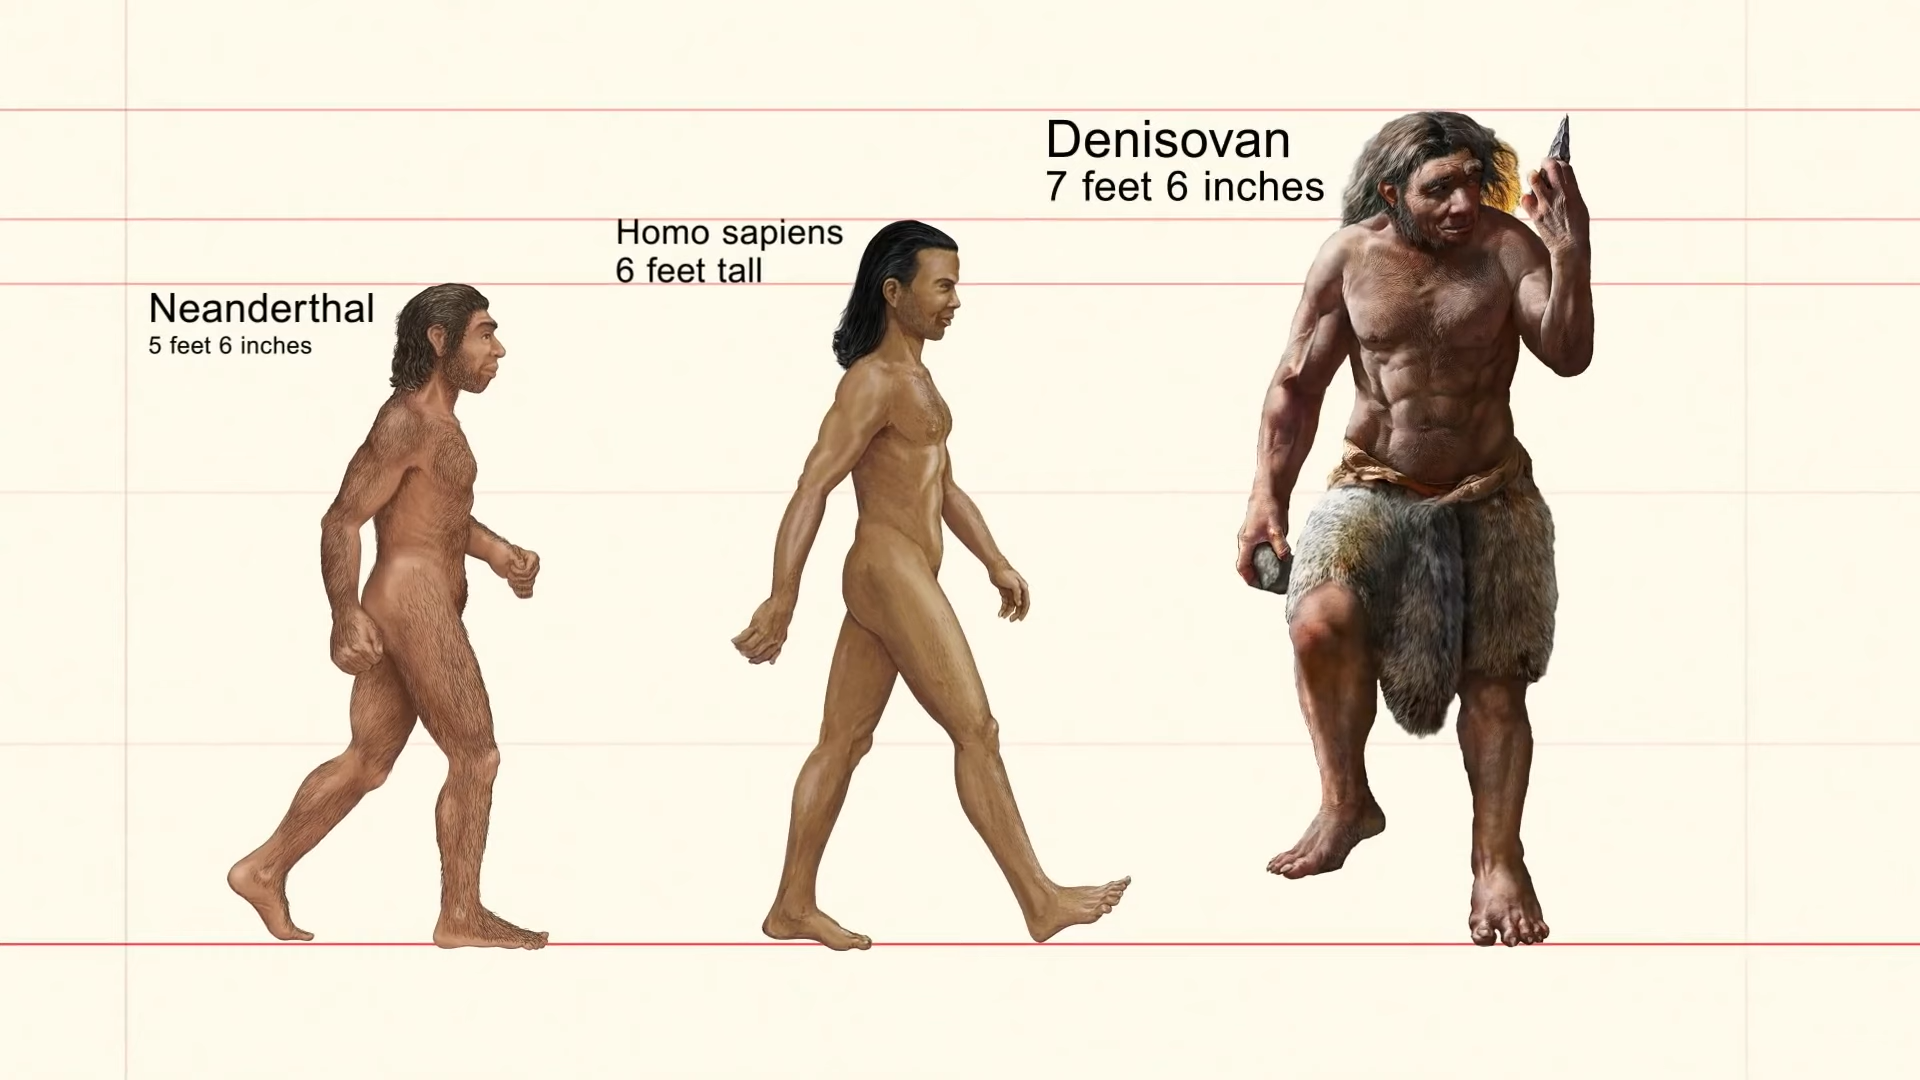 Neanderthal
5 feet 6 inches
Homo sapiens
6 feet tall
Denisovan
7 feet 6 inches